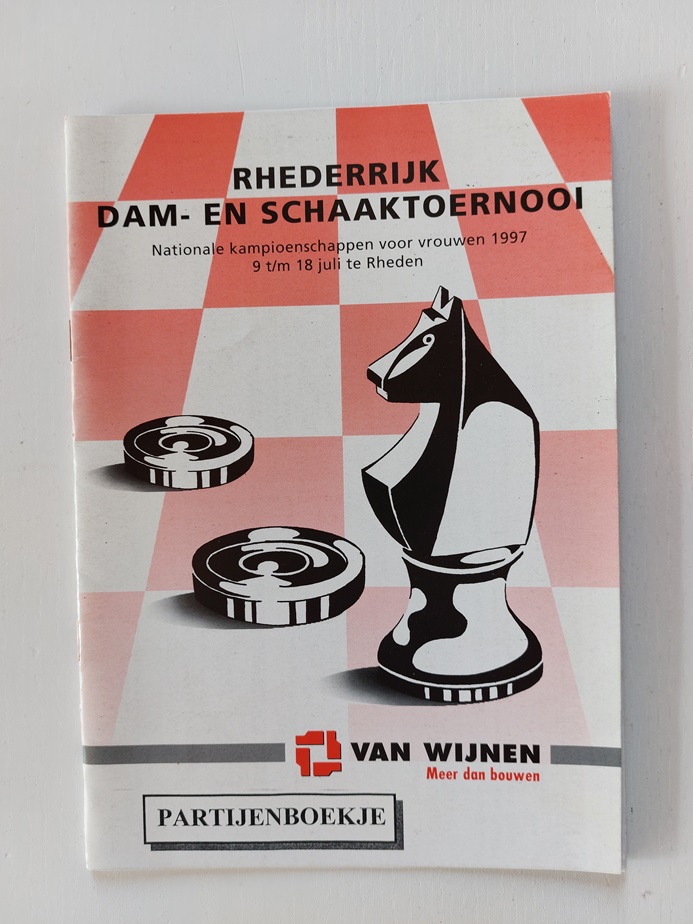 RHEDERRIJK
DAM- EN SCHAAKTOERNOOI
Nationale kampioenschappen voor vrouwen 1997
9 t/m 18 juli te Rheden
VAN WIJNEN
Meer dan bouwen
PARTIJENBOEKJE